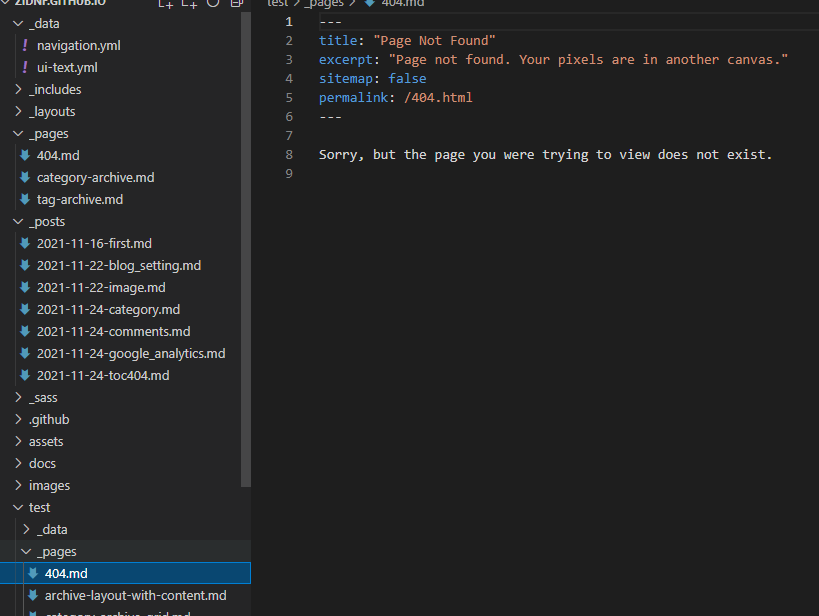 ZIDNF.GITHUB.IO
_data
navigation.yml
ui-text.yml
_includes
_layouts
_pages
404.md
category-archive.md
tag-archive.md
_posts
2021-11-16-first.md
2021-11-22-blog_setting.md
2021-11-22-image.md
2021-11-24-category.md
2021-11-24-comments.md
2021-11-24-google_analytics.md
2021-11-24-toc404.md
_sass
.github
assets
docs
images
test
_data
_pages
404.md
archive-layout-with-content.md
category-archive-grid.md
test > _pages > 404.md
1 ---
2 title: "Page Not Found"
3 excerpt: "Page not found. Your pixels are in another canvas."
4 sitemap: false
5 permalink: /404.html
6 ---
7
8 Sorry, but the page you were trying to view does not exist.
9